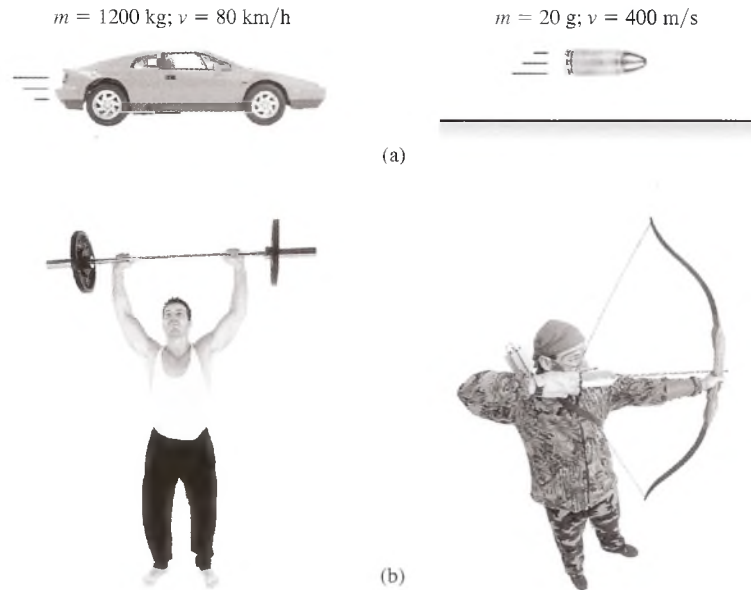 m = 1200 kg; v = 80 km/h
m = 20 g; v = 400 m/s
(a)
(b)